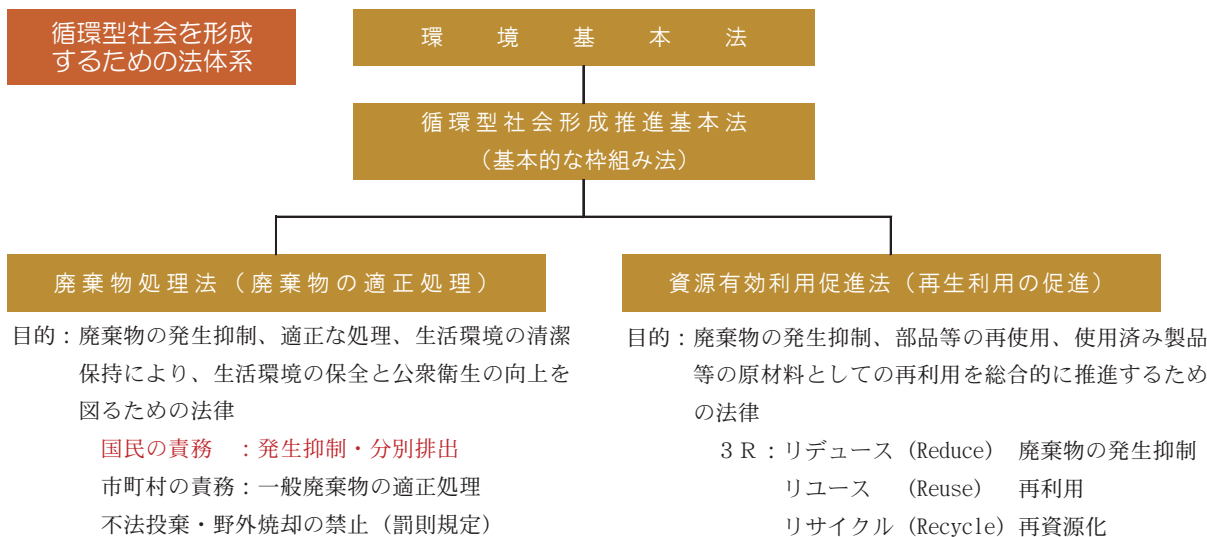 循環型社会を形成
するための法体系
環境基本法
循環型社会形成推進基本法
（基本的な枠組み法）
廃棄物処理法（廃棄物の適正処理）
目的：廃棄物の発生抑制、適正な処理、生活環境の清潔
保持により、生活環境の保全と公衆衛生の向上を
図るための法律
国民の責務　：発生抑制・分別排出
市町村の責務：一般廃棄物の適正処理
不法投棄・野外焼却の禁止（罰則規定）
資源有効利用促進法（再生利用の促進）
目的：廃棄物の発生抑制、部品等の再使用、使用済み製品
等の原材料としての再利用を総合的に推進するため
の法律
３Ｒ：リデュース（Reduce） 廃棄物の発生抑制
リユース　（Reuse）　再利用
リサイクル（Recycle）再資源化